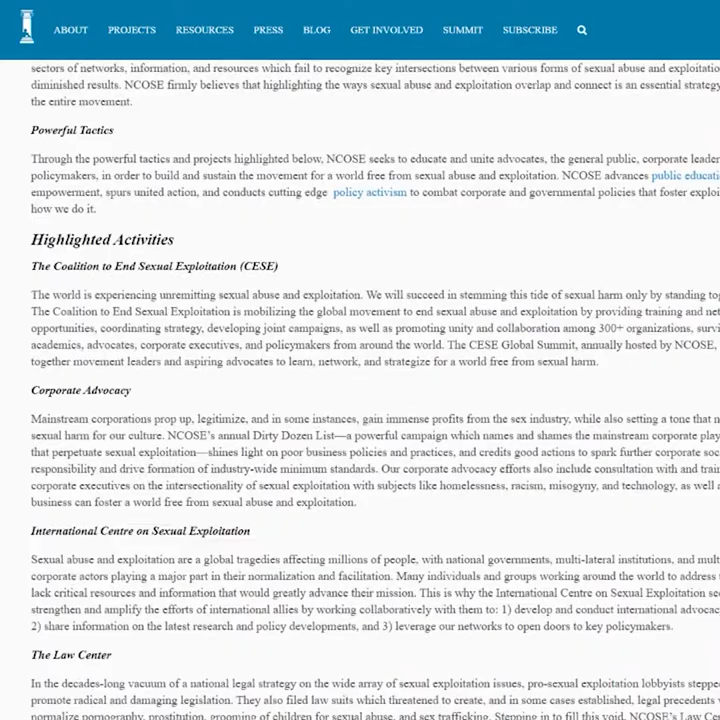 ABOUT PROJECTS RESOURCES PRESS BLOG GET INVOLVED SUMMIT SUBSCRIBE
sectors of networks, information, and resources which fail to recognize key intersections between various forms of sexual abuse and exploitatio
diminished results. NCOSE firmly believes that highlighting the ways sexual abuse and exploitation overlap and connect is an essential strategy
the entire movement.
Powerful Tactics
Through the powerful tactics and projects highlighted below, NCOSE seeks to educate and unite advocates, the general public, corporate leader
policymakers, in order to build and sustain the movement for a world free from sexual abuse and exploitation. NCOSE advances public educati
empowerment, spurs united action, and conducts cutting edge policy activism to combat corporate and governmental policies that foster exploi
how we do it.
Highlighted Activities
The Coalition to End Sexual Exploitation (CESE)
The world is experiencing unremitting sexual abuse and exploitation. We will succeed in stemming this tide of sexual harm only by standing tog
The Coalition to End Sexual Exploitation is mobilizing the global movement to end sexual abuse and exploitation by providing training and net
opportunities, coordinating strategy, developing joint campaigns, as well as promoting unity and collaboration among 300+ organizations, survi
academics, advocates, corporate executives, and policymakers from around the world. The CESE Global Summit, annually hosted by NCOSE,
together movement leaders and aspiring advocates to learn, network, and strategize for a world free from sexual harm.
Corporate Advocacy
Mainstream corporations prop up, legitimize, and in some instances, gain immense profits from the sex industry, while also setting a tone that n
sexual harm for our culture. NCOSE's annual Dirty Dozen List—a powerful campaign which names and shames the mainstream corporate play
that perpetuate sexual exploitation—shines light on poor business policies and practices, and credits good actions to spark further corporate soc
responsibility and drive formation of industry-wide minimum standards. Our corporate advocacy efforts also include consultation with and train
corporate executives on the intersectionality of sexual exploitation with subjects like homelessness, racism, misogyny, and technology, as well a
business can foster a world free from sexual abuse and exploitation.
International Centre on Sexual Exploitation
Sexual abuse and exploitation are a global tragedies affecting millions of people, with national governments, multi-lateral institutions, and mult
corporate actors playing a major part in their normalization and facilitation. Many individuals and groups working around the world to address t
lack critical resources and information that would greatly advance their mission. This is why the International Centre on Sexual Exploitation see
strengthen and amplify the efforts of international allies by working collaboratively with them to: 1) develop and conduct international advocac
2) share information on the latest research and policy developments, and 3) leverage our networks to open doors to key policymakers.
The Law Center
In the decades-long vacuum of a national legal strategy on the wide array of sexual exploitation issues, pro-sexual exploitation lobbyists steppe
promote radical and damaging legislation. They also filed law suits which threatened to create, and in some cases established, legal precedents
normalize pornography, prostitution, grooming of children for sexual abuse, and sex trafficking. Stepping in to fill this void, NCOSE's Law Ce